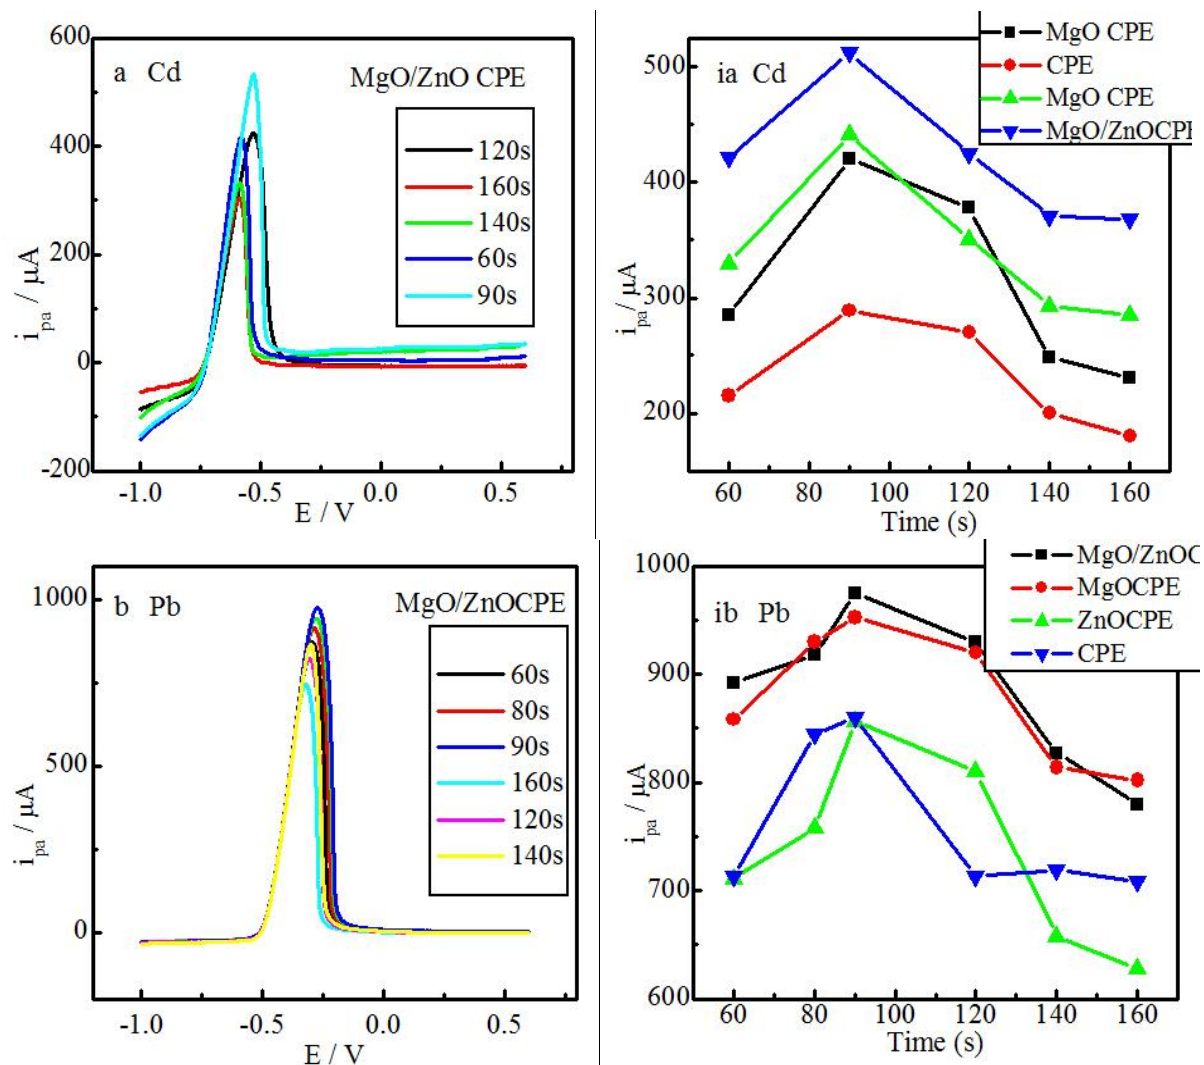 a Cd
MgO/ZnO CPE
120s
160s
140s
60s
90s
600
400
200
0
-200
i_pa / µA
-1.0
-0.5
0.0
0.5
E / V
ia Cd
MgO CPE
CPE
MgO CPE
MgO/ZnOCPE
500
400
300
200
i_pa / µA
60
80
100
120
140
160
Time (s)
b Pb
MgO/ZnOCPE
60s
80s
90s
160s
120s
140s
1000
500
0
i_pa / µA
-1.0
-0.5
0.0
0.5
E / V
ib Pb
MgO/ZnOC
MgOCPE
ZnOCPE
CPE
1000
900
800
700
600
i_pa / µA
60
80
100
120
140
160
Time (s)